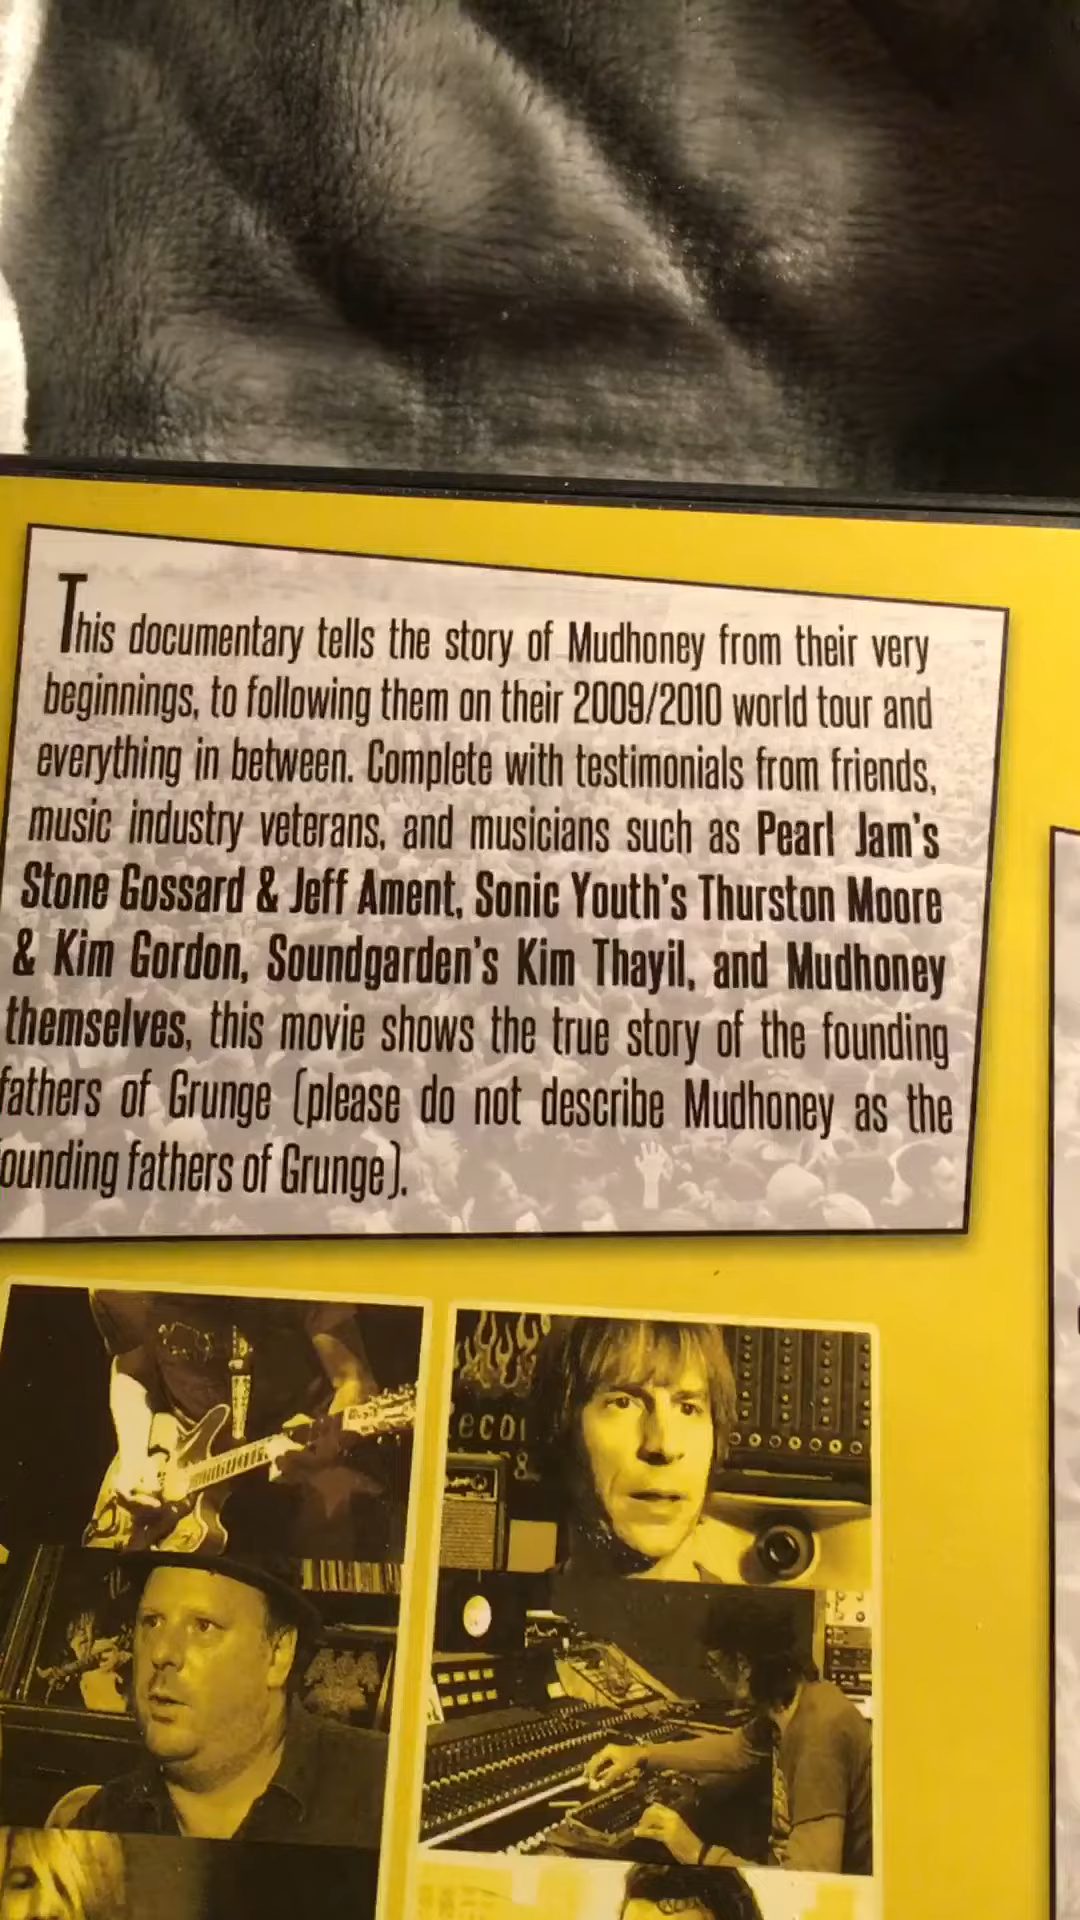 This documentary tells the story of Mudhoney from their very
beginnings, to following them on their 2009/2010 world tour and
everything in between. Complete with testimonials from friends,
music industry veterans, and musicians such as Pearl Jam's
Stone Gossard & Jeff Ament, Sonic Youth's Thurston Moore
& Kim Gordon, Soundgarden's Kim Thayil, and Mudhoney
themselves, this movie shows the true story of the founding
fathers of Grunge (please do not describe Mudhoney as the
ounding fathers of Grunge).
ecor